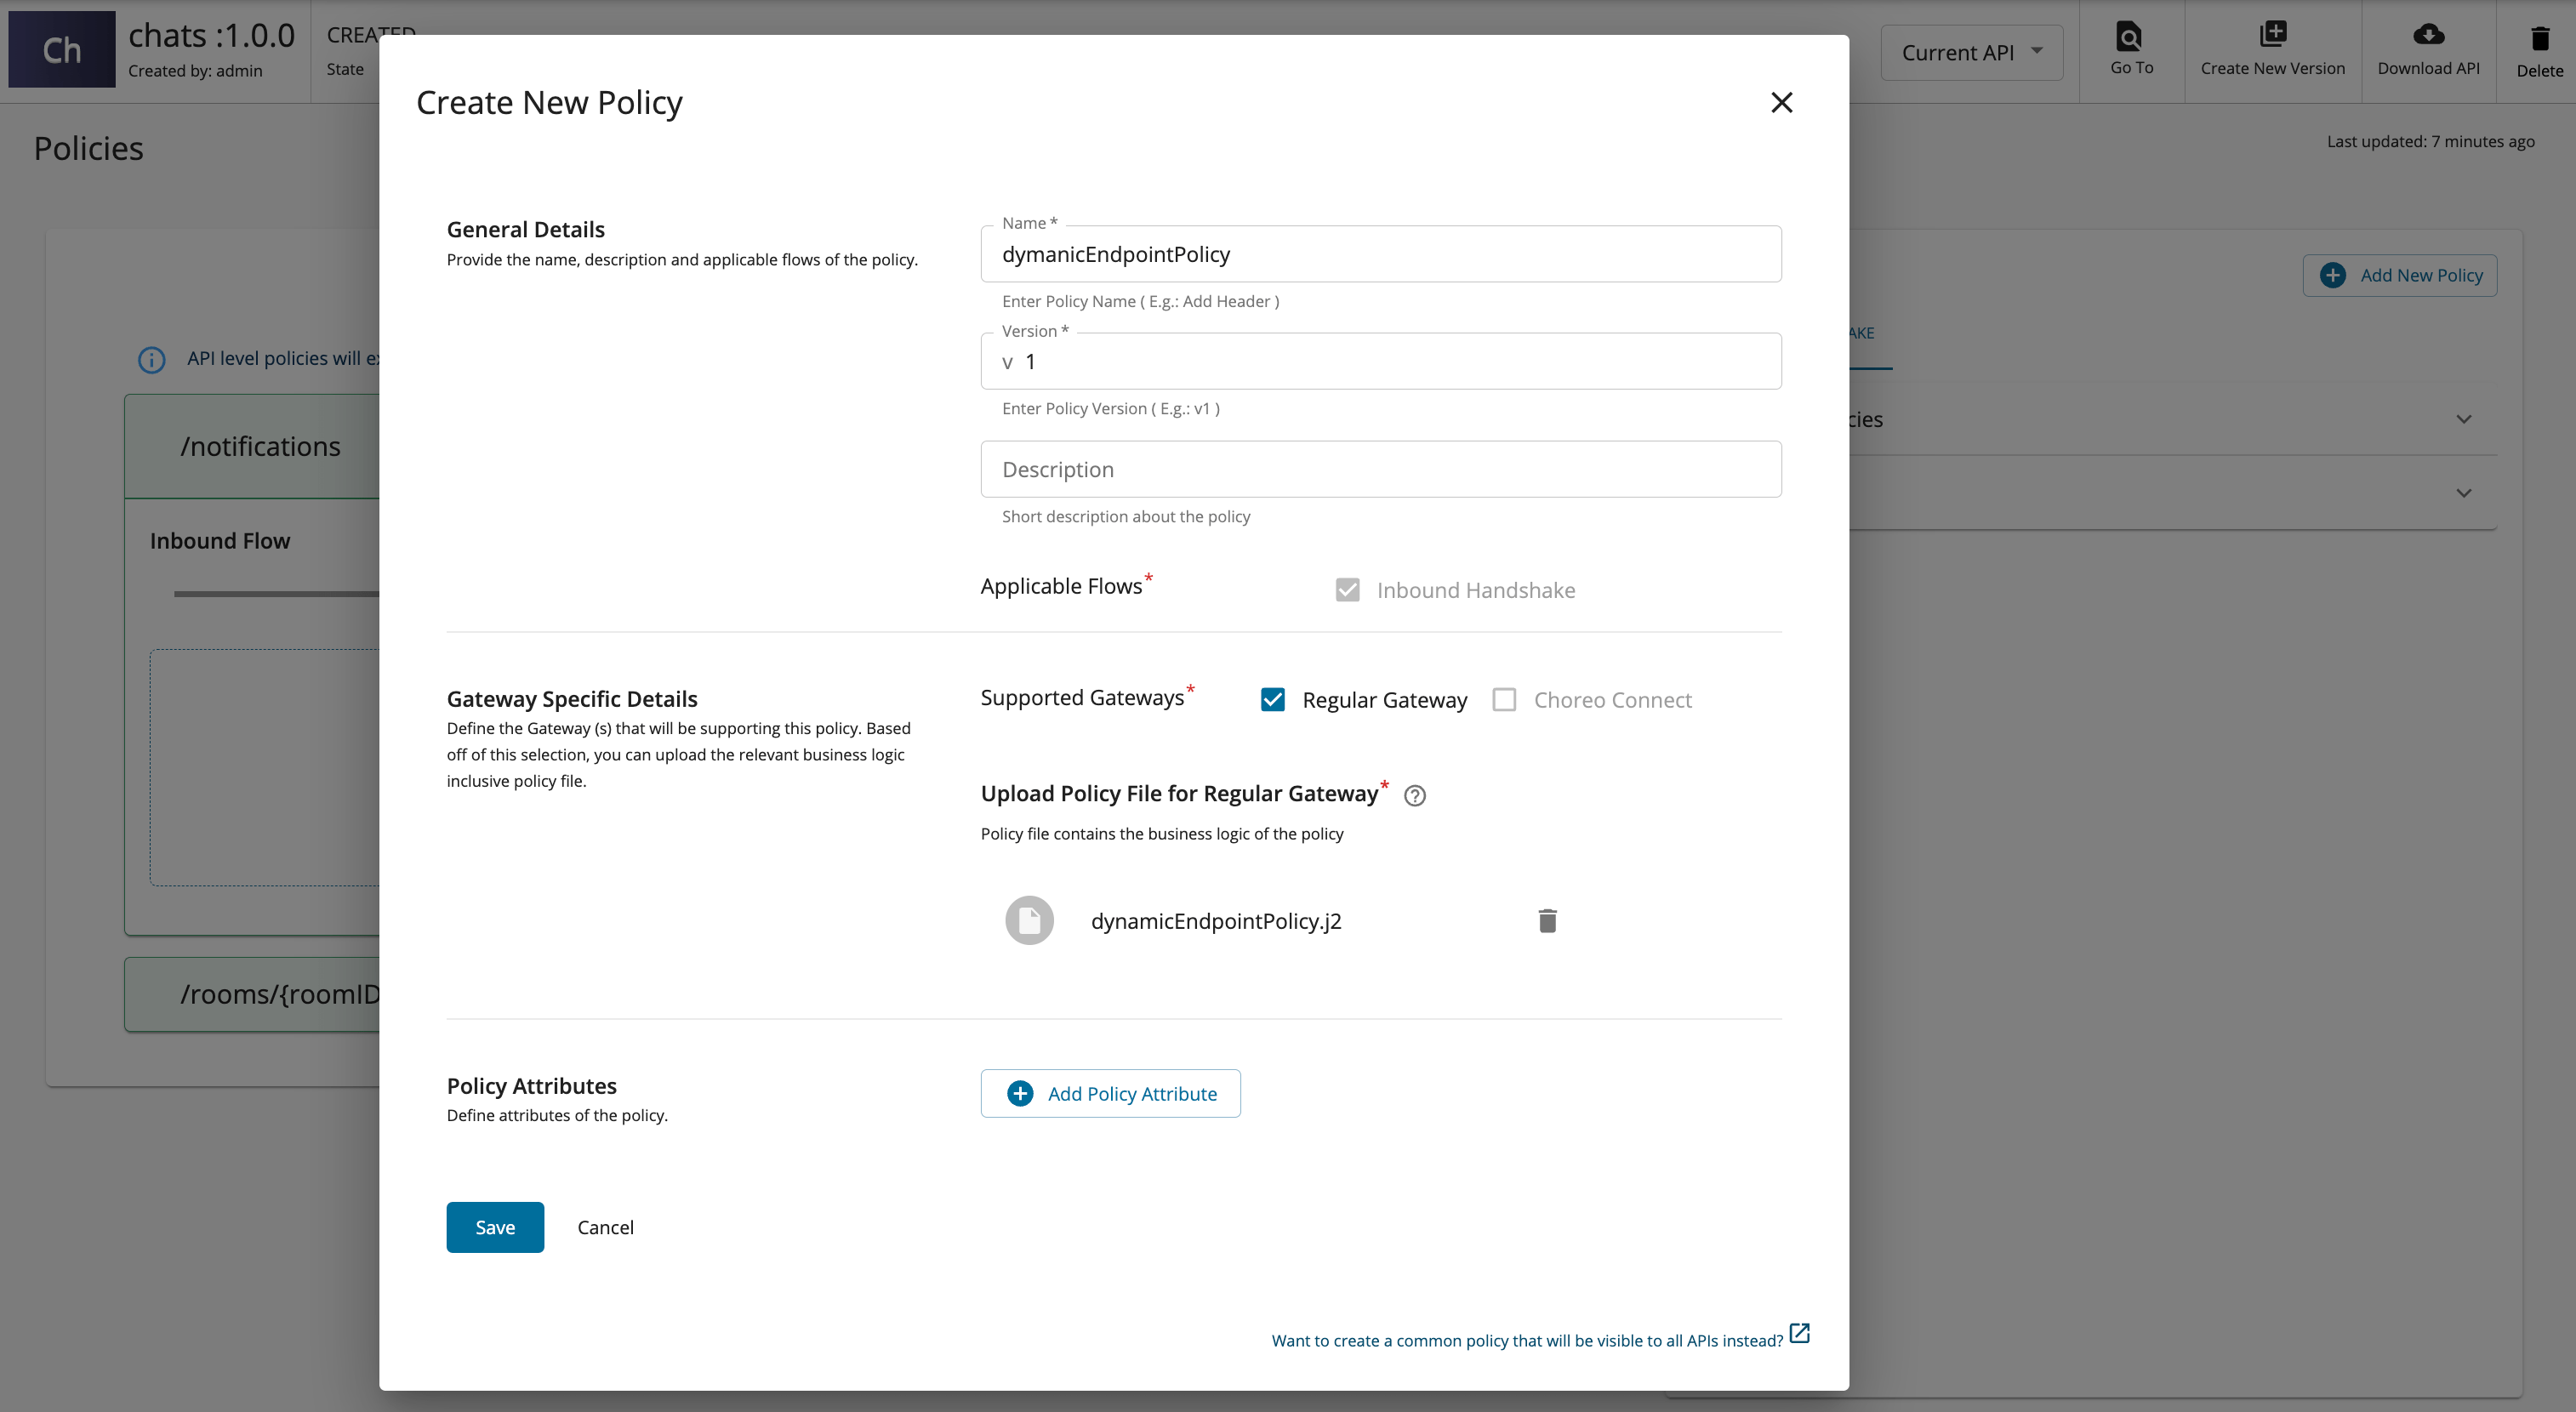 Ch
chats :1.0.0
Created by: admin
CREATED
State
Current API
Go To
Create New Version
Download API
Delete
Policies
Last updated: 7 minutes ago
Create New Policy
General Details
Provide the name, description and applicable flows of the policy.
Name *
dymanicEndpointPolicy
Enter Policy Name ( E.g.: Add Header )
Version *
v 1
Enter Policy Version ( E.g.: v1 )
Description
Short description about the policy
Applicable Flows*
Inbound Handshake
Gateway Specific Details
Define the Gateway (s) that will be supporting this policy. Based
off of this selection, you can upload the relevant business logic
inclusive policy file.
Supported Gateways*
Regular Gateway
Choreo Connect
Upload Policy File for Regular Gateway*
Policy file contains the business logic of the policy
dynamicEndpointPolicy.j2
Policy Attributes
Define attributes of the policy.
Add Policy Attribute
Save
Cancel
Want to create a common policy that will be visible to all APIs instead?
API level policies will
/notifications
Inbound Flow
/rooms/{roomID
Add New Policy